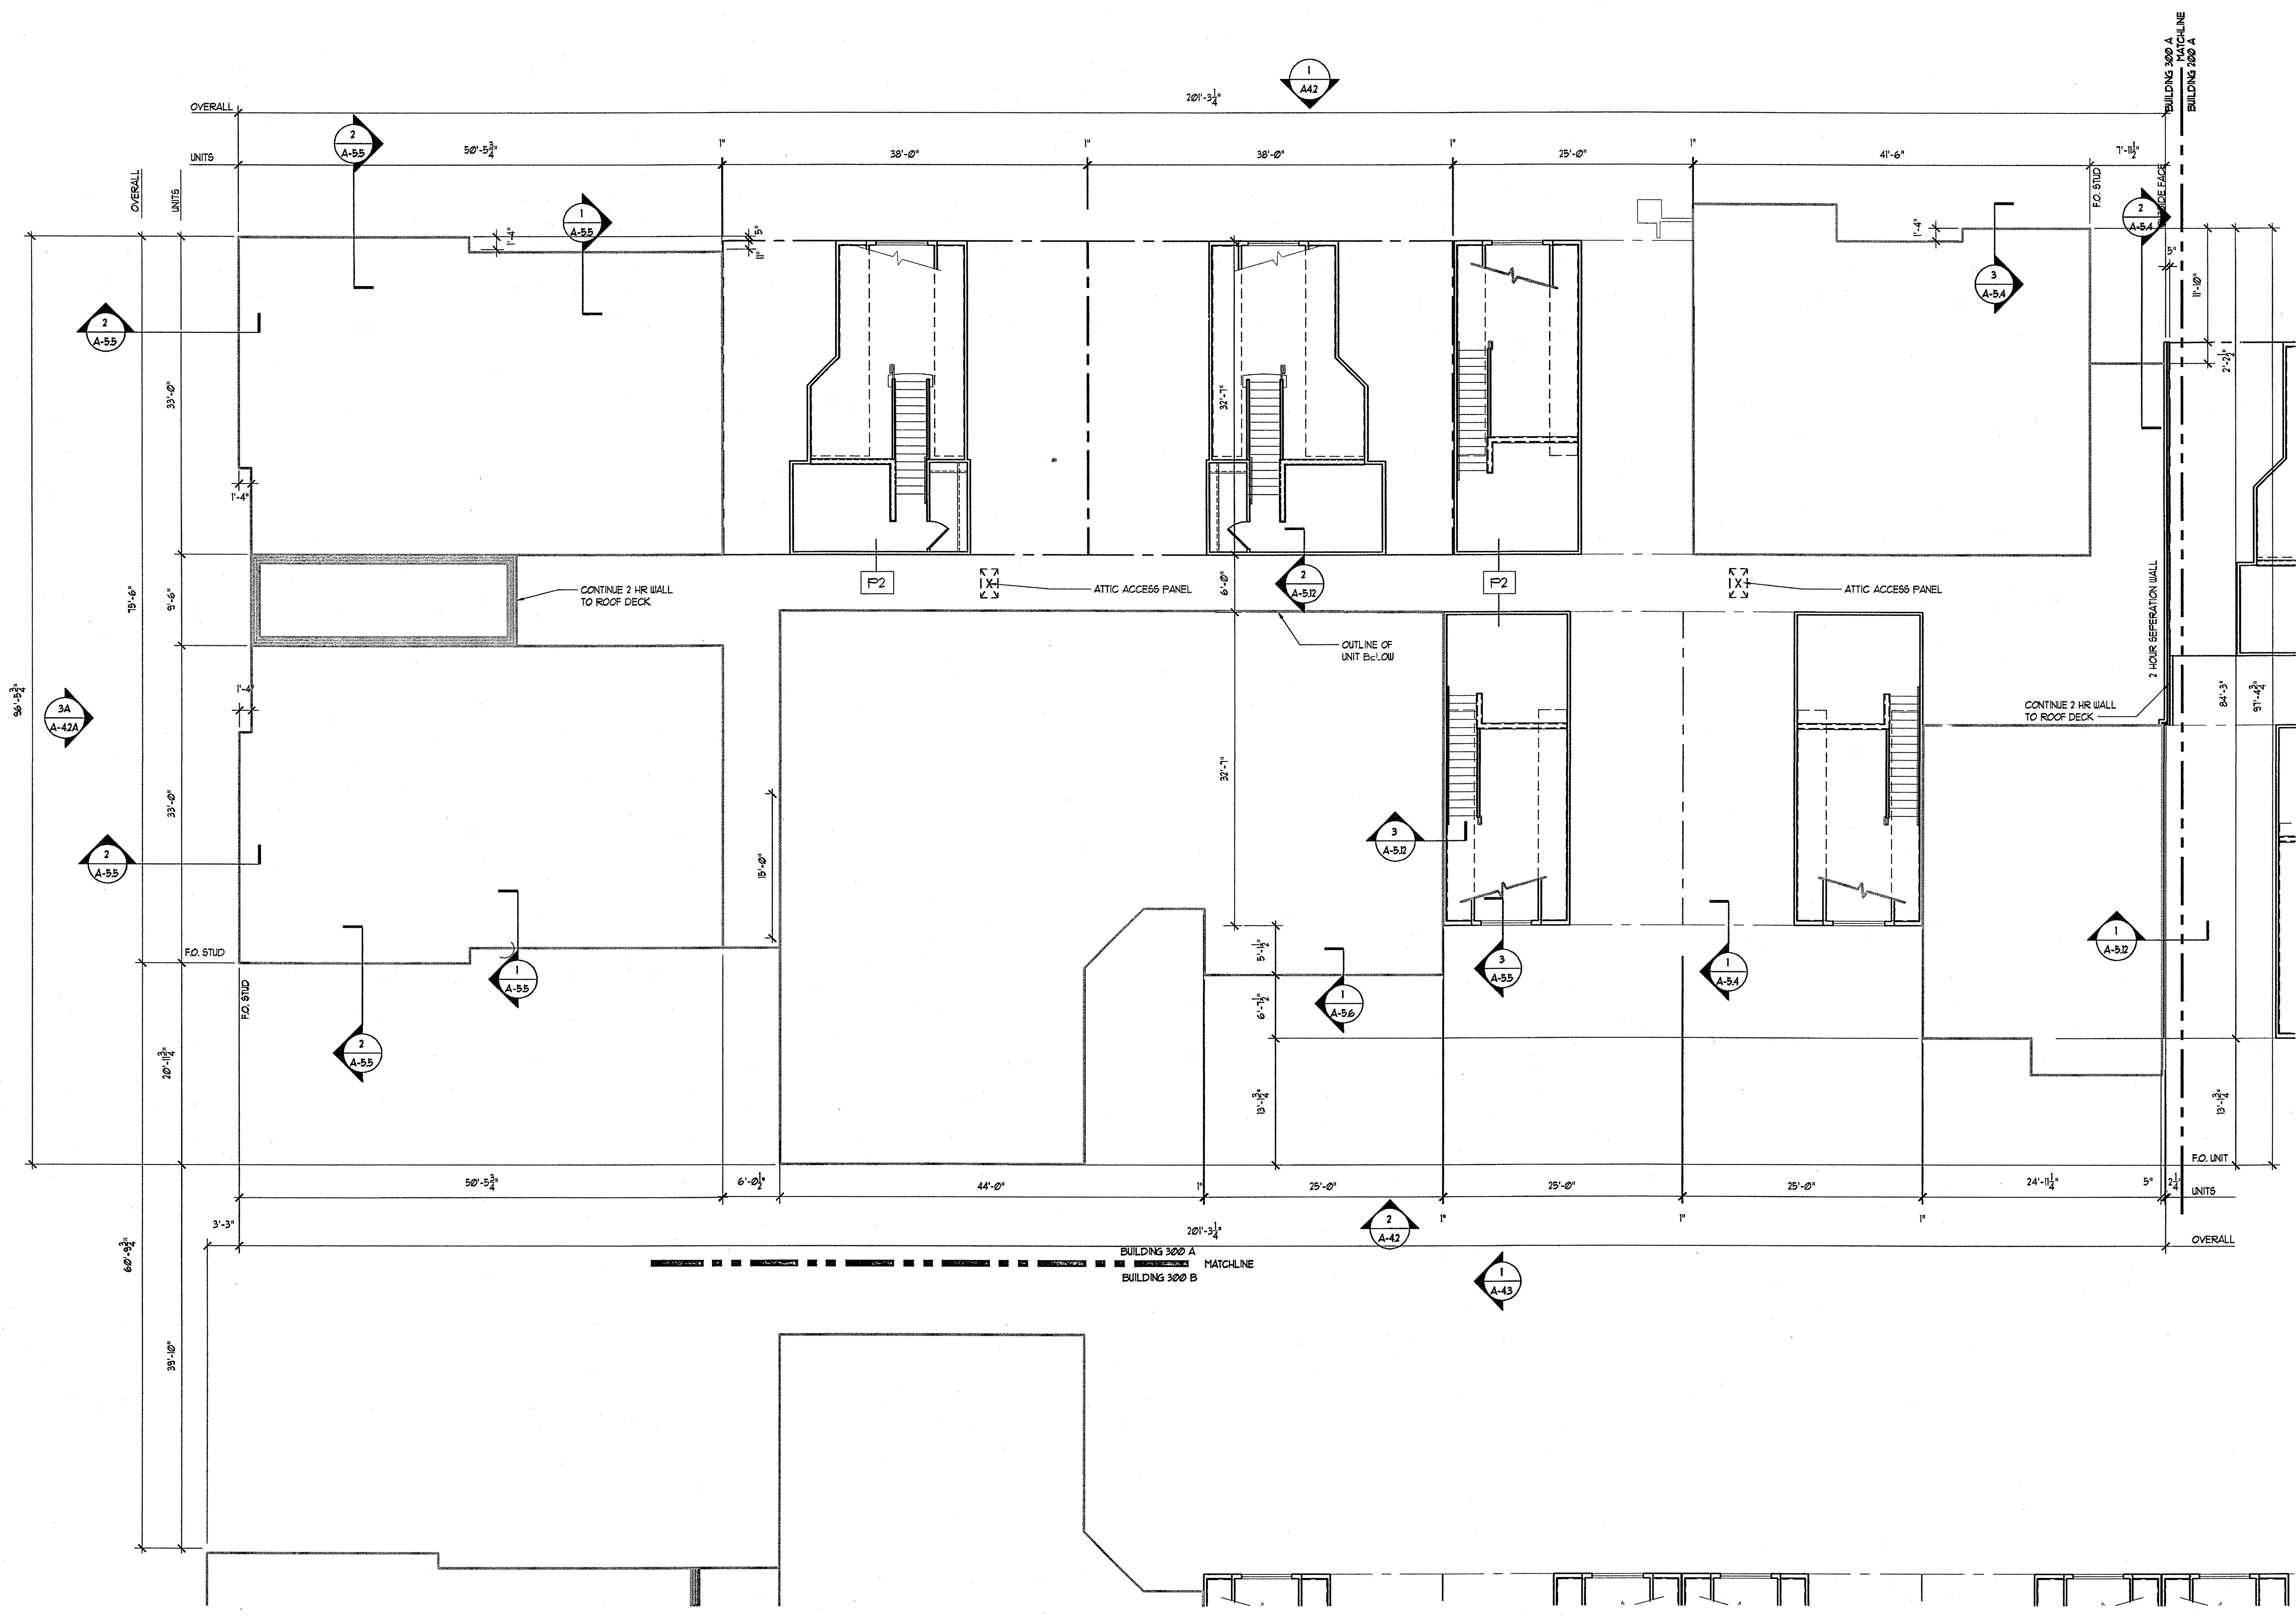 BUILDING 300 A
MATCHLINE
BUILDING 200 A
1
A4.2
OVERALL
201'-3 1/4"
2
A-5.5
UNITS
50'-5 3/4"
1"
38'-0"
1"
38'-0"
1"
25'-0"
1"
41'-6"
7'-11 1/2"
OVERALL
UNITS
1
A-5.5
1'-4"
5"
11"
1'-4"
F.O. STUD
2
A-5.4
3
A-5.4
5"
11'-10"
2'-2 1/2"
2
A-5.5
33'-0"
32'-7"
1'-4"
CONTINUE 2 HR WALL
TO ROOF DECK
P2
ATTIC ACCESS PANEL
2
A-5.12
6'-0"
P2
ATTIC ACCESS PANEL
75'-6"
9'-6"
OUTLINE OF
UNIT BELOW
2 HOUR SEPERATION WALL
1'-4"
96'-5 3/4"
3A
A-4.2A
CONTINUE 2 HR WALL
TO ROOF DECK
84'-3"
97'-4 3/4"
33'-0"
32'-7"
15'-0"
2
A-5.5
3
A-5.12
F.O. STUD
F.O. STUD
1
A-5.5
5'-1 1/2"
3
A-5.5
1
A-5.4
1
A-5.12
1
A-5.6
6'-7 1/2"
2
A-5.5
20'-11 3/4"
13'-1 3/4"
13'-1 3/4"
F.O. UNIT
50'-5 3/4"
6'-0 1/2"
44'-0"
1"
25'-0"
25'-0"
25'-0"
24'-11 1/4"
5"
2 1/4"
UNITS
1"
1"
1"
3'-3"
201'-3 1/4"
2
A-4.2
OVERALL
60'-9 3/4"
BUILDING 300 A
MATCHLINE
BUILDING 300 B
1
A-4.3
39'-10"